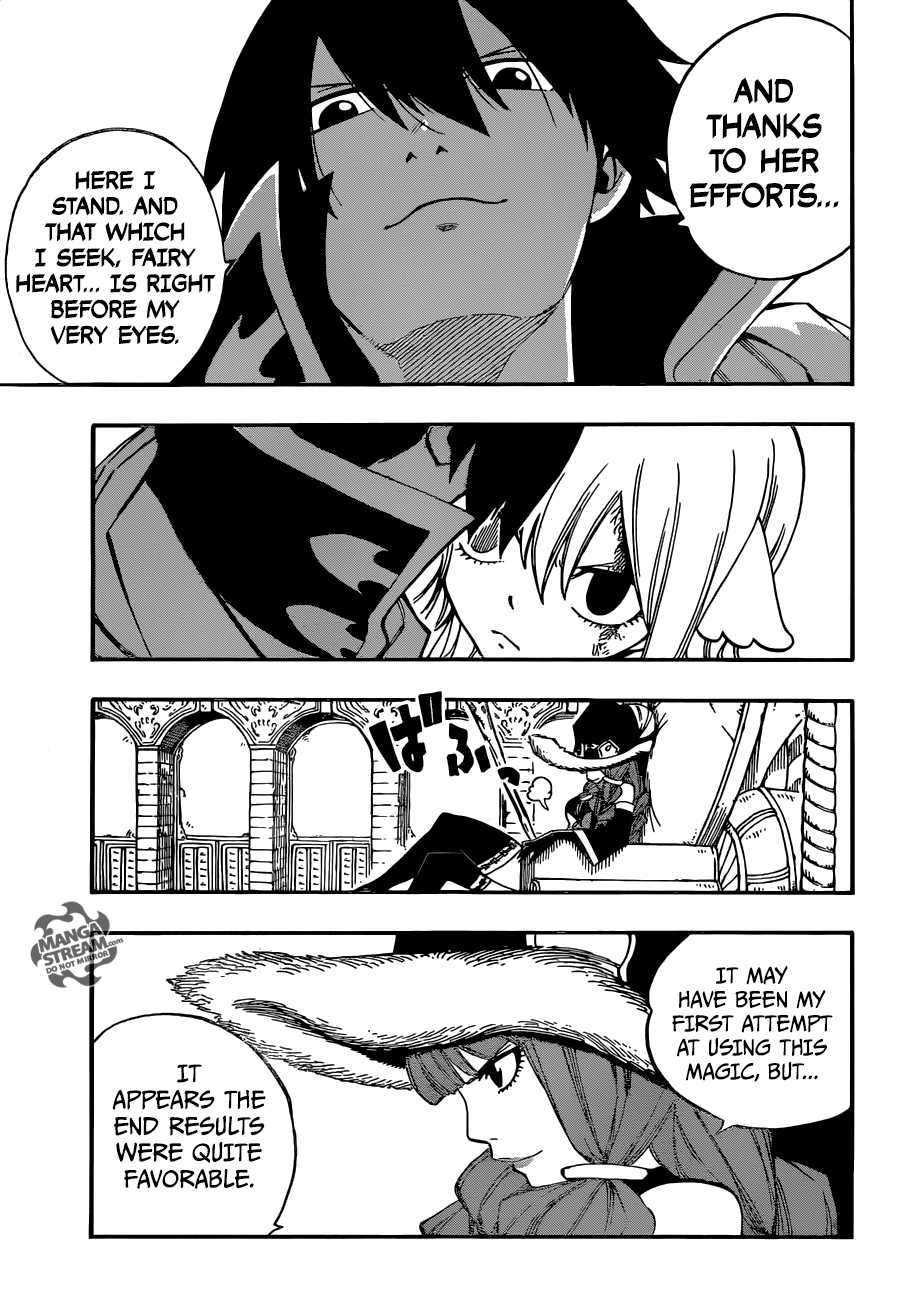 AND
THANKS
TO HER
EFFORTS...
HERE I
STAND. AND
THAT WHICH
I SEEK, FAIRY
HEART... IS RIGHT
BEFORE MY
VERY EYES.
ばふっ
MANGA
STREAM.com
DO NOT MIRROR
IT MAY
HAVE BEEN MY
FIRST ATTEMPT
AT USING THIS
MAGIC, BUT...
IT
APPEARS THE
END RESULTS
WERE QUITE
FAVORABLE.